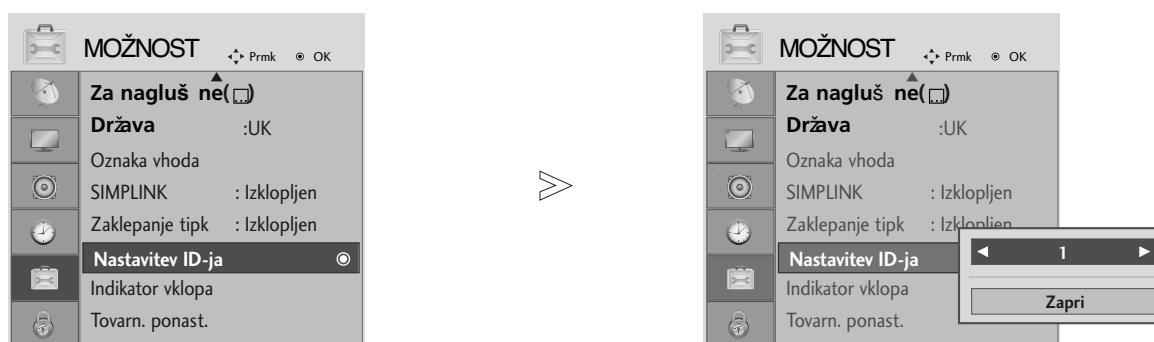 MOŽNOST Prmk OK
Za nagluš ne( )
Država :UK
Oznaka vhoda
SIMPLINK : Izklopljen
Zaklepanje tipk : Izklopljen
Nastavitev ID-ja
Indikator vklopa
Tovarn. ponast.
MOŽNOST Prmk OK
Za nagluš ne( )
Država :UK
Oznaka vhoda
SIMPLINK : Izklopljen
Zaklepanje tipk : Izklopljen
Nastavitev ID-ja
Indikator vklopa
Tovarn. ponast.
◄ 1 ►
Zapri